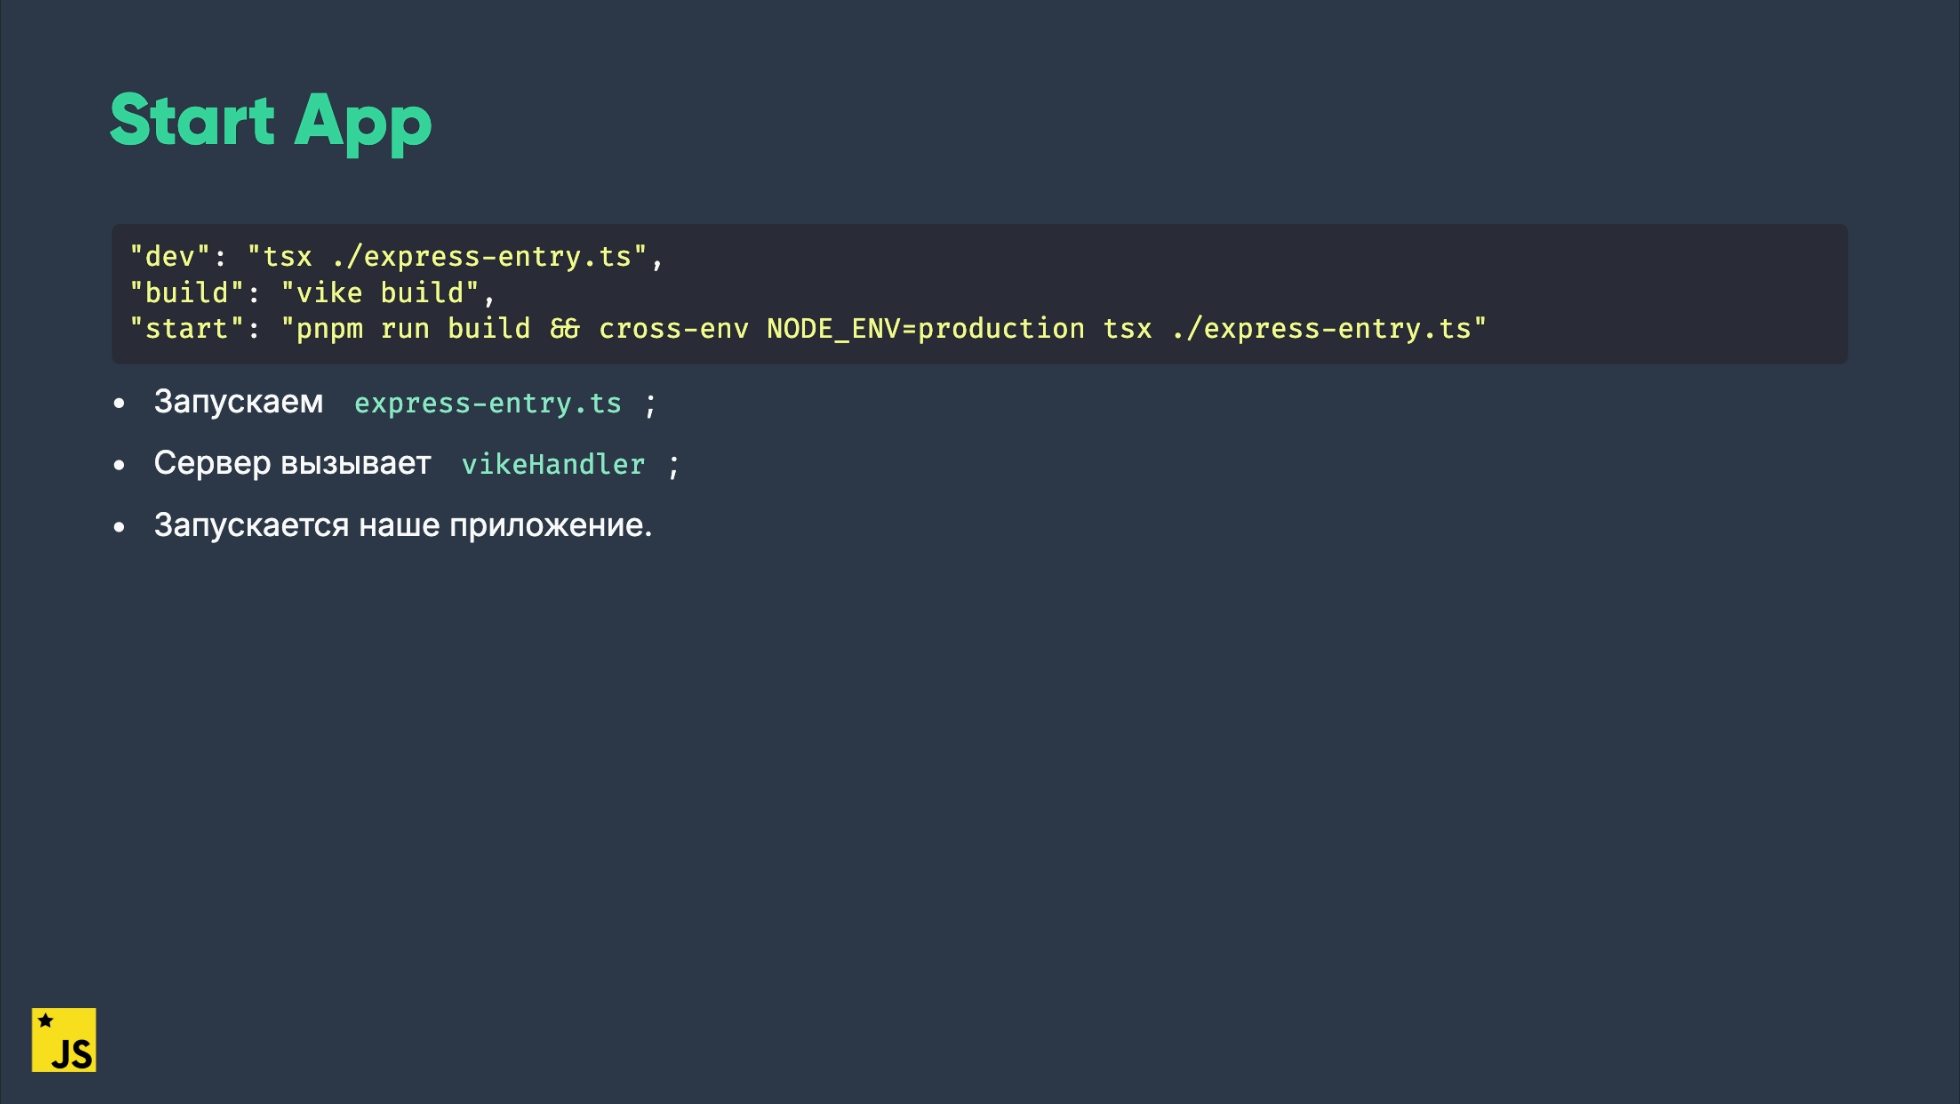 Start App
"dev": "tsx ./express-entry.ts",
"build": "vike build",
"start": "pnpm run build && cross-env NODE_ENV=production tsx ./express-entry.ts"
• Запускаем express-entry.ts ;
• Сервер вызывает vikeHandler ;
• Запускается наше приложение.
JS